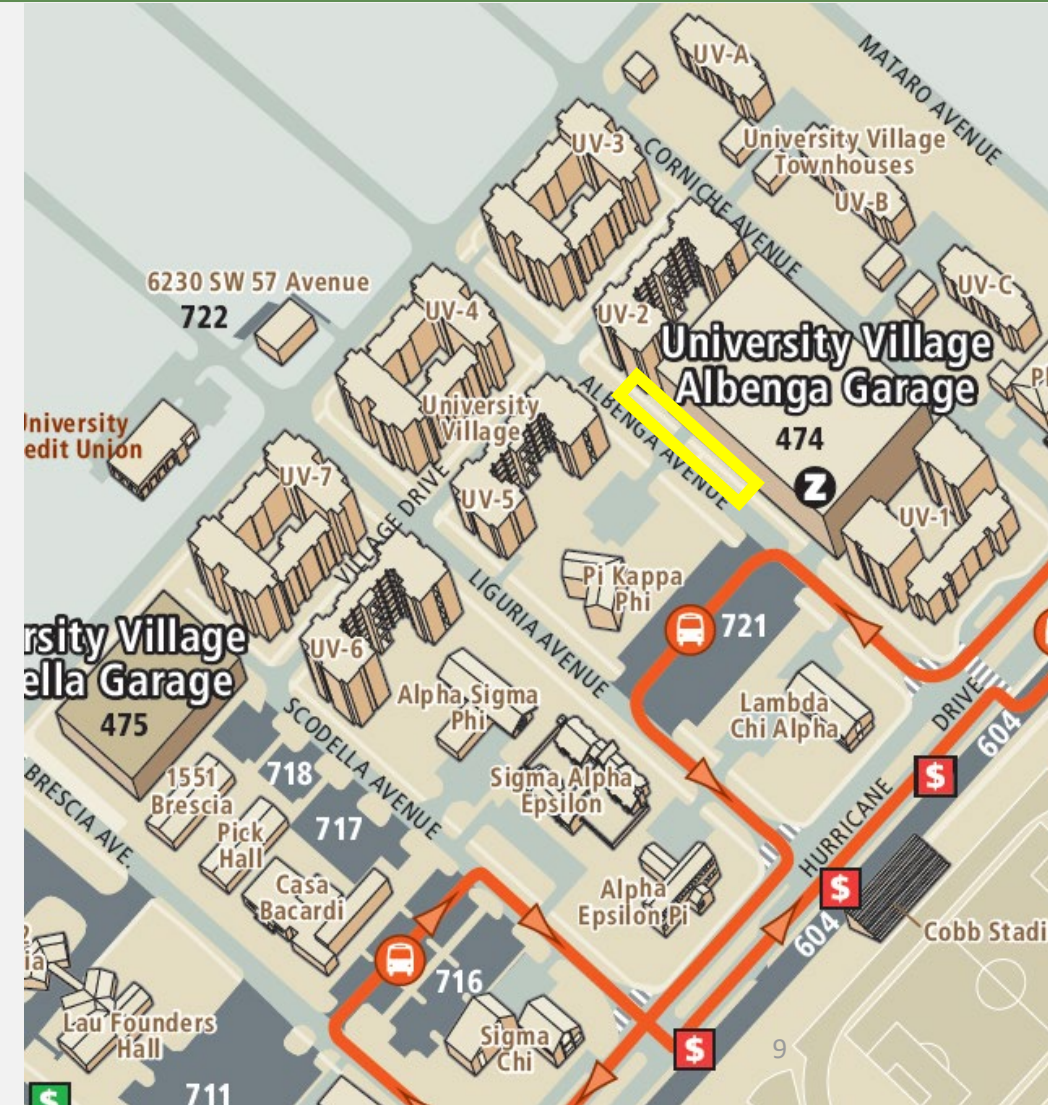 UV-A
MATARO AVENUE
UV-3
CORNICHE AVENUE
University Village
Townhouses
UV-B
6230 SW 57 Avenue
722
UV-4
UV-2
UV-C
University Village
Albenga Garage
474
Z
ALBENGA AVENUE
University
Village
niversity
edit Union
UV-7
UV-5
VILLAGE DRIVE
UV-1
Pi Kappa
Phi
LIGURIA AVENUE
721
rsity Village
ella Garage
475
UV-6
Alpha Sigma
Phi
Lambda
Chi Alpha
SCODELLA AVENUE
HURRICANE DRIVE
604
$
BRESCIA AVE.
1551
Brescia
718
717
Sigma Alpha
Epsilon
Pick
Hall
Casa
Bacardi
Alpha
Epsilon Pi
$
604
Cobb Stadi
716
Lau Founders
Hall
Sigma
Chi
$
9
$
711